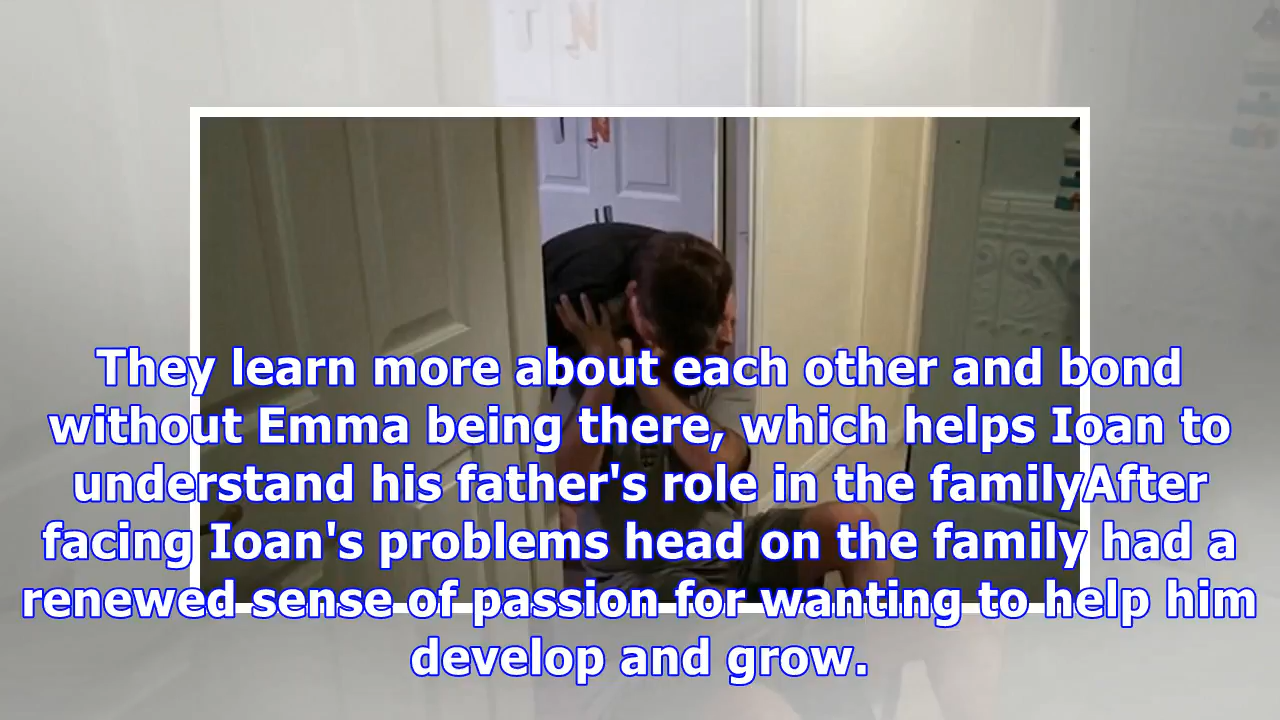 They learn more about each other and bond
without Emma being there, which helps Ioan to
understand his father's role in the familyAfter
facing Ioan's problems head on the family had a
renewed sense of passion for wanting to help him
develop and grow.